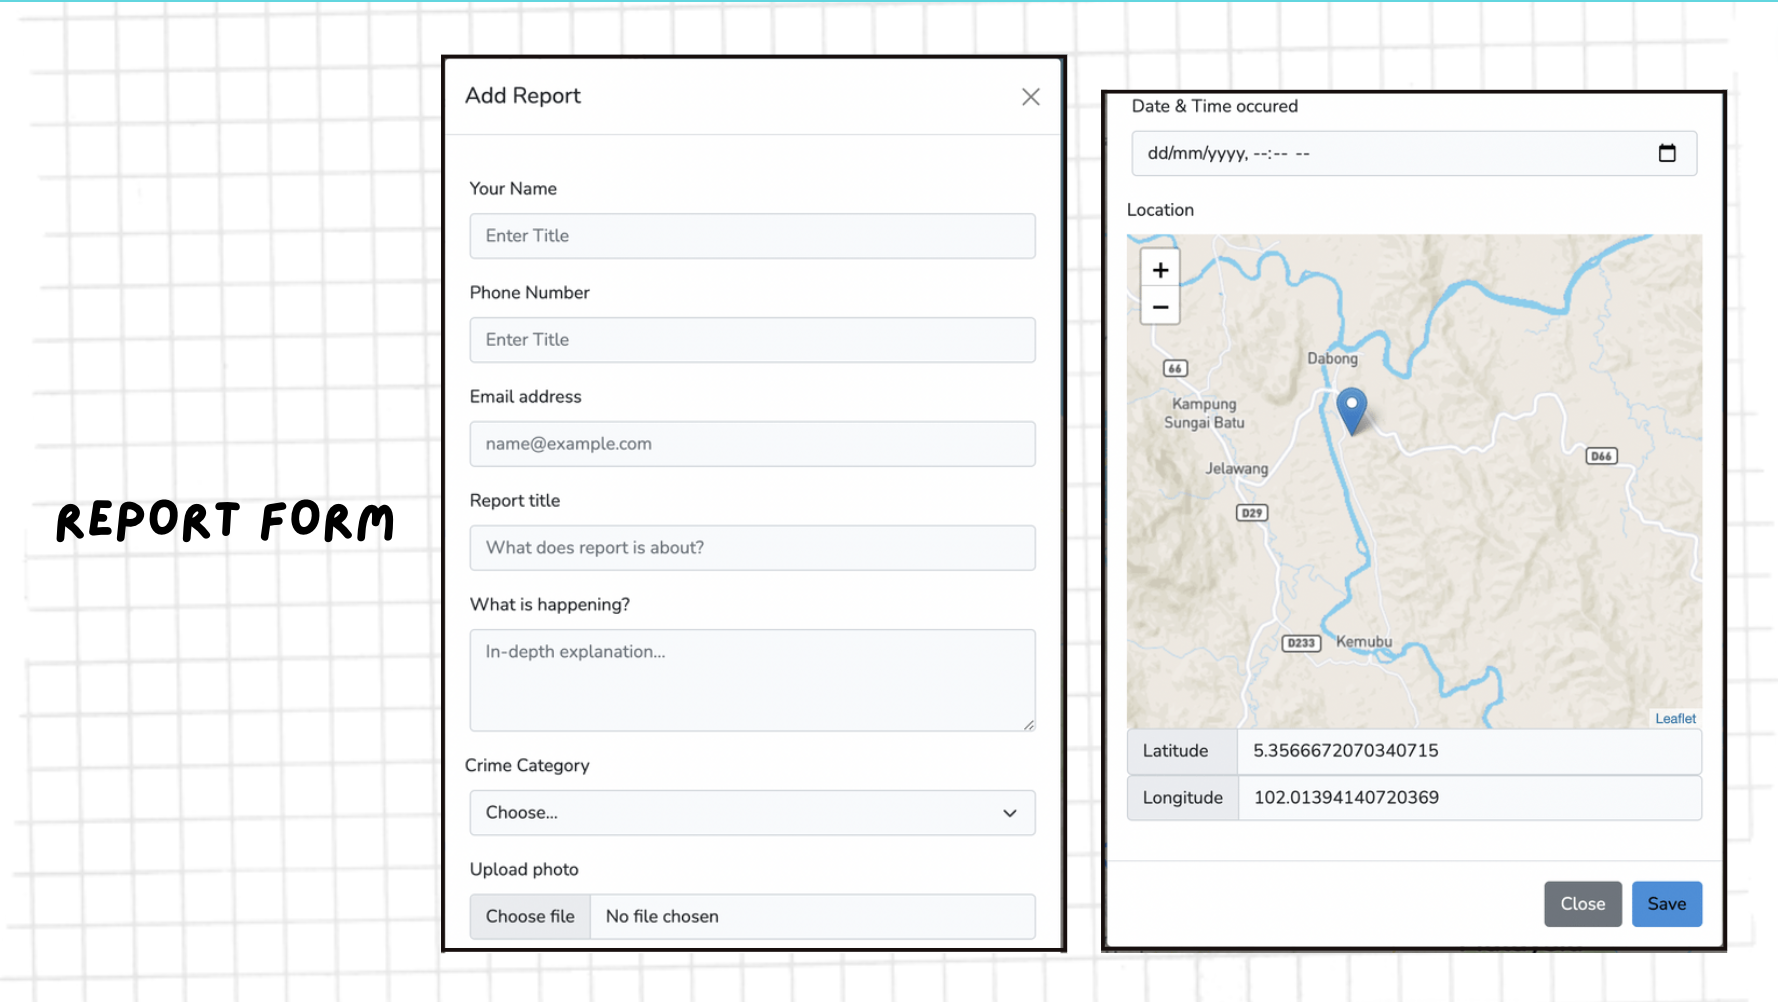 REPORT FORM
Add Report
Your Name
Enter Title
Phone Number
Enter Title
Email address
name@example.com
Report title
What does report is about?
What is happening?
In-depth explanation...
Crime Category
Choose...
Upload photo
Choose file No file chosen
Date & Time occured
dd/mm/yyyy, --:-- --
Location
+
−
Dabong
66
Kampung
Sungai Batu
Jelawang
D66
D29
D233 Kemubu
Leaflet
Latitude 5.3566672070340715
Longitude 102.01394140720369
Close Save